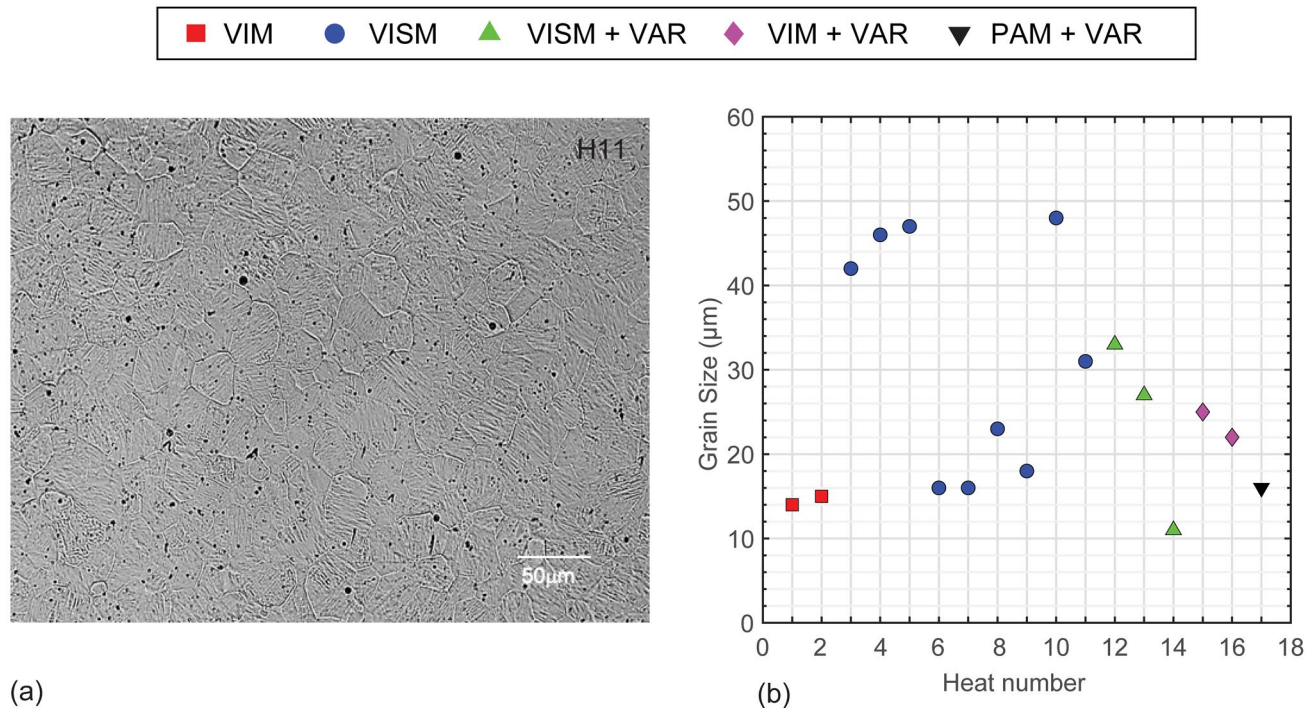 VIM VISM VISM + VAR VIM + VAR PAM + VAR
H11
50µm
(a)
60
50
40
30
20
10
0
Grain Size (µm)
0 2 4 6 8 10 12 14 16 18
Heat number
(b)